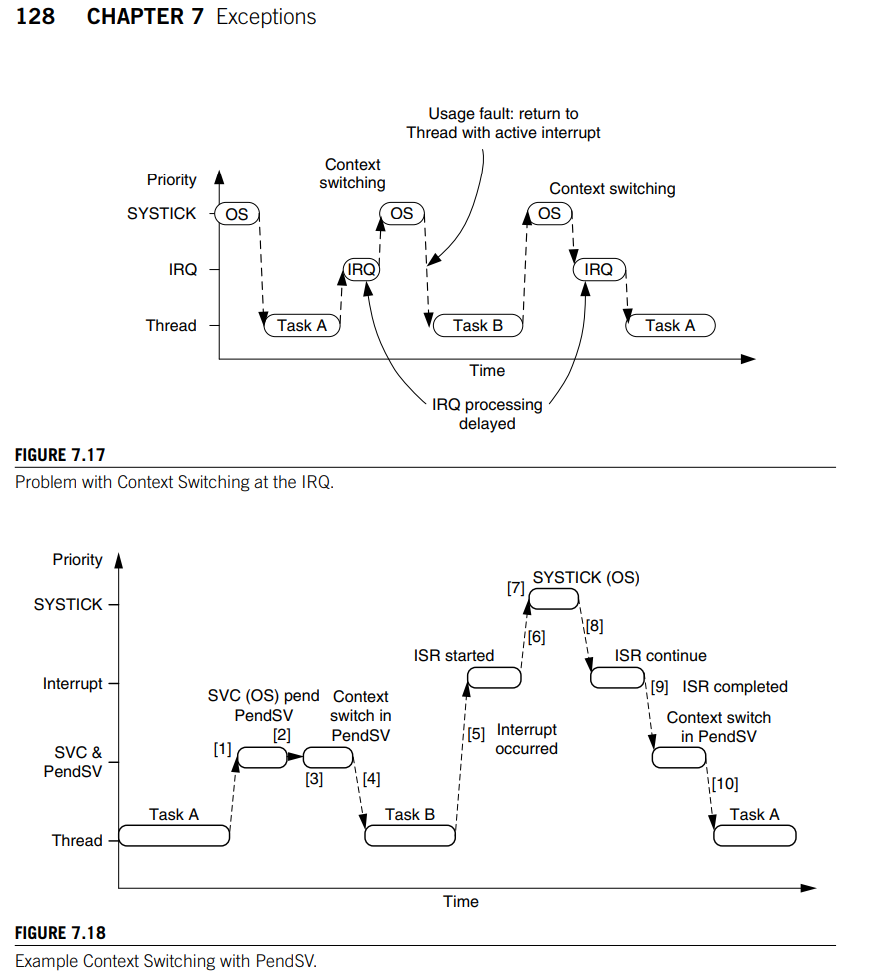 128 CHAPTER 7 Exceptions
Usage fault: return to
Thread with active interrupt
Context
switching
Context switching
Priority
SYSTICK
OS
OS
OS
IRQ
IRQ
IRQ
Thread
Task A
Task B
Task A
Time
IRQ processing
delayed
FIGURE 7.17
Problem with Context Switching at the IRQ.
Priority
SYSTICK (OS)
[7]
SYSTICK
[6]
[8]
ISR started
ISR continue
Interrupt
[9] ISR completed
SVC (OS) pend
PendSV
Context
switch in
PendSV
[1]
[2]
[5] Interrupt
occurred
Context switch
in PendSV
SVC &
PendSV
[3]
[4]
[10]
Task A
Task B
Task A
Thread
Time
FIGURE 7.18
Example Context Switching with PendSV.